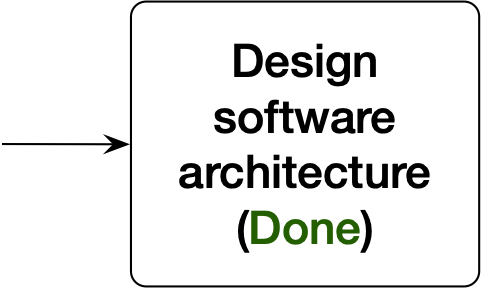 Design
software
architecture
(Done)